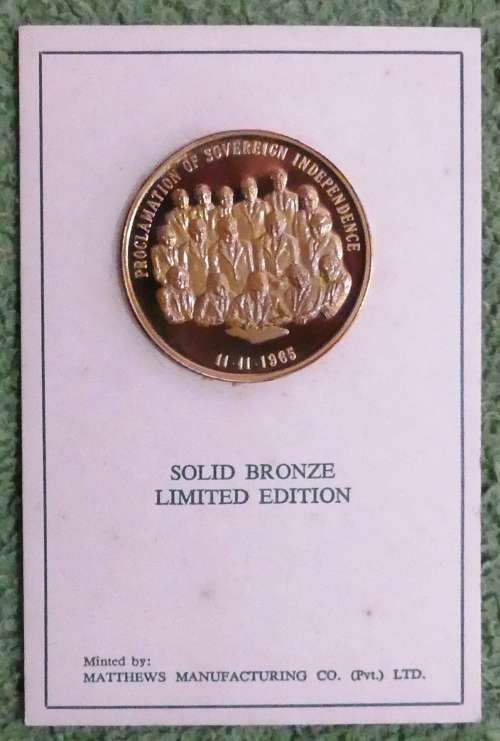 PROCLAMATION OF SOVEREIGN INDEPENDENCE
11·11·1965
SOLID BRONZE
LIMITED EDITION
Minted by:
MATTHEWS MANUFACTURING CO. (Pvt.) LTD.